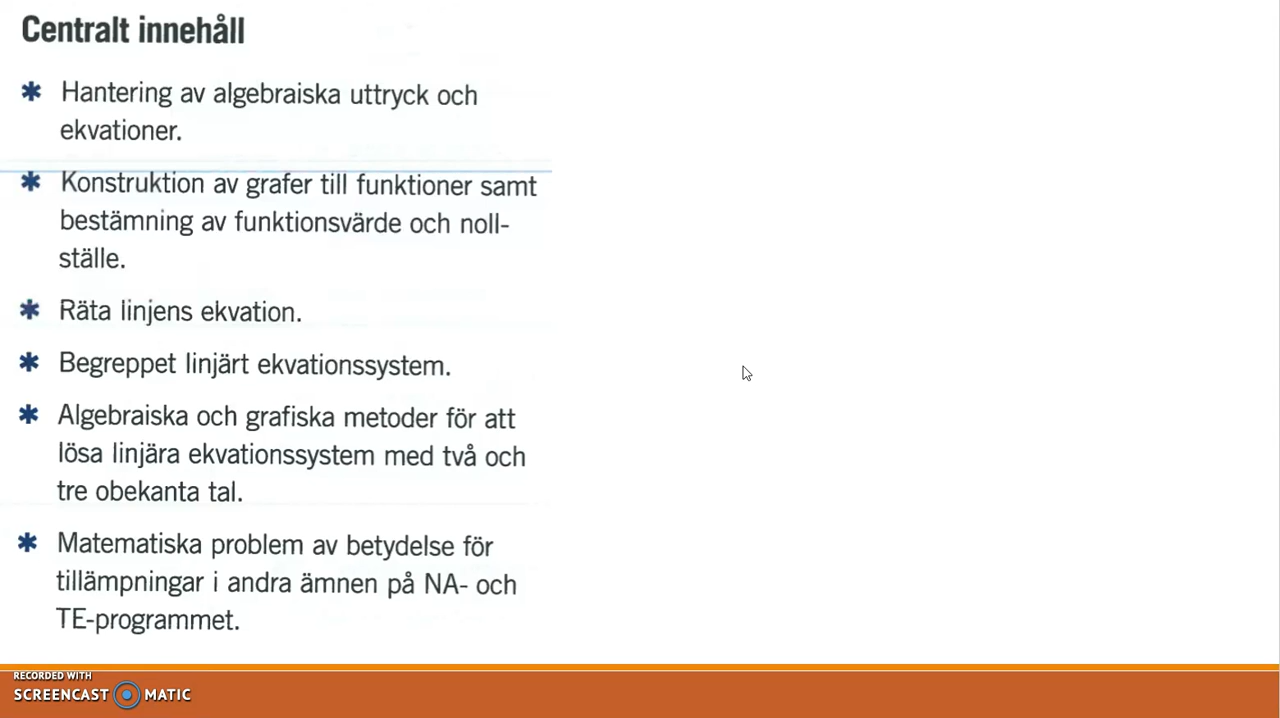 Centralt innehåll
✱ Hantering av algebraiska uttryck och
ekvationer.
✱ Konstruktion av grafer till funktioner samt
bestämning av funktionsvärde och noll-
ställe.
✱ Räta linjens ekvation.
✱ Begreppet linjärt ekvationssystem.
✱ Algebraiska och grafiska metoder för att
lösa linjära ekvationssystem med två och
tre obekanta tal.
✱ Matematiska problem av betydelse för
tillämpningar i andra ämnen på NA- och
TE-programmet.
RECORDED WITH
SCREENCAST MATIC